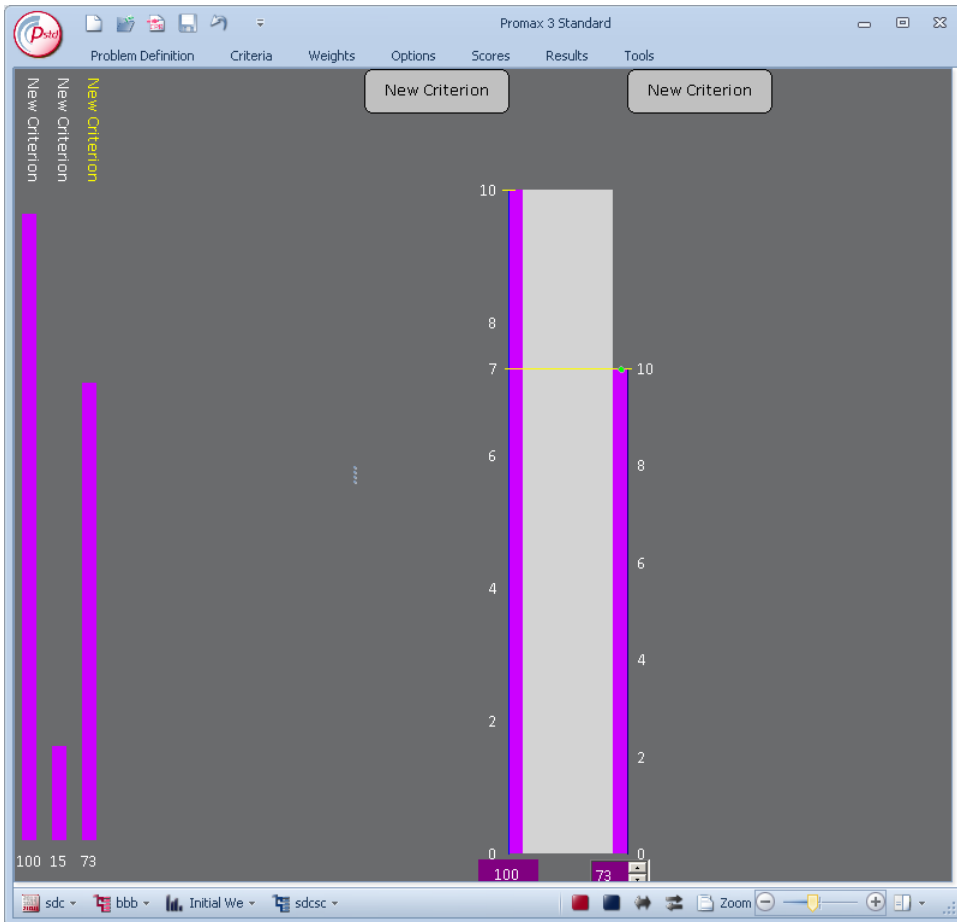 Pstd
Promax 3 Standard
Problem Definition Criteria Weights Options Scores Results Tools
New Criterion
New Criterion
New Criterion
New Criterion New Criterion
10
8
7 10
6 8
6
4
4
2
2
0 0
100 15 73
100 73
sdc bbb Initial We sdcsc Zoom